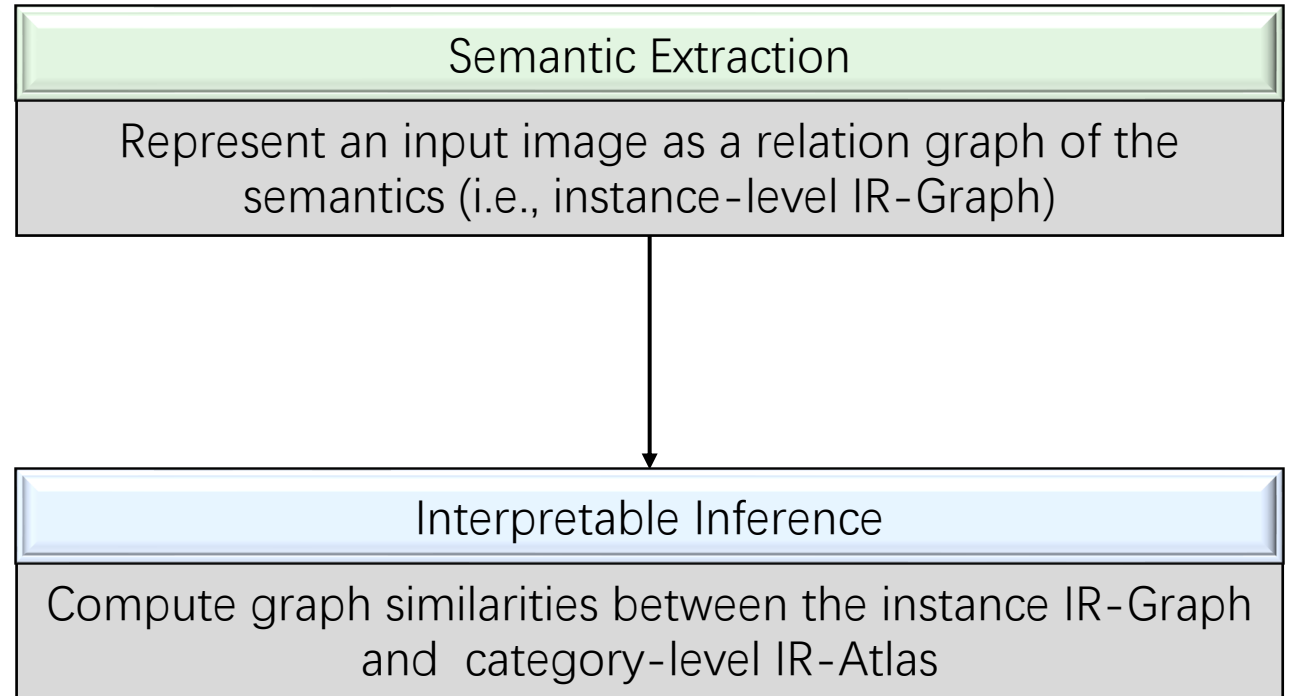 Semantic Extraction
Represent an input image as a relation graph of the
semantics (i.e., instance-level IR-Graph)
Interpretable Inference
Compute graph similarities between the instance IR-Graph
and category-level IR-Atlas